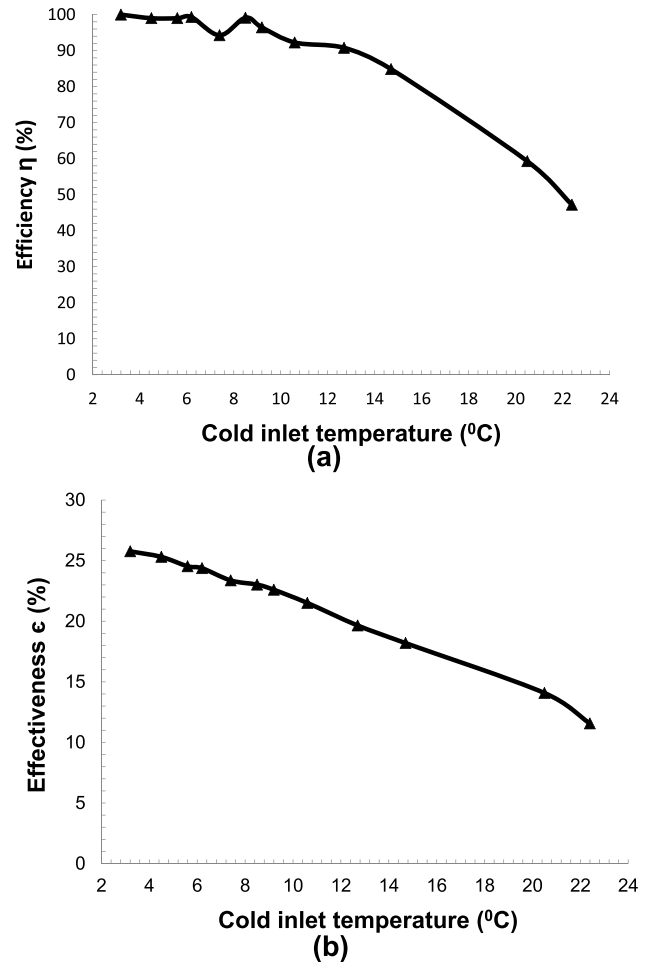 100
90
80
70
60
50
40
30
20
10
0
Efficiency η (%)
2 4 6 8 10 12 14 16 18 20 22 24
Cold inlet temperature (⁰C)
(a)
30
25
20
15
10
5
0
Effectiveness ϵ (%)
2 4 6 8 10 12 14 16 18 20 22 24
Cold inlet temperature (⁰C)
(b)